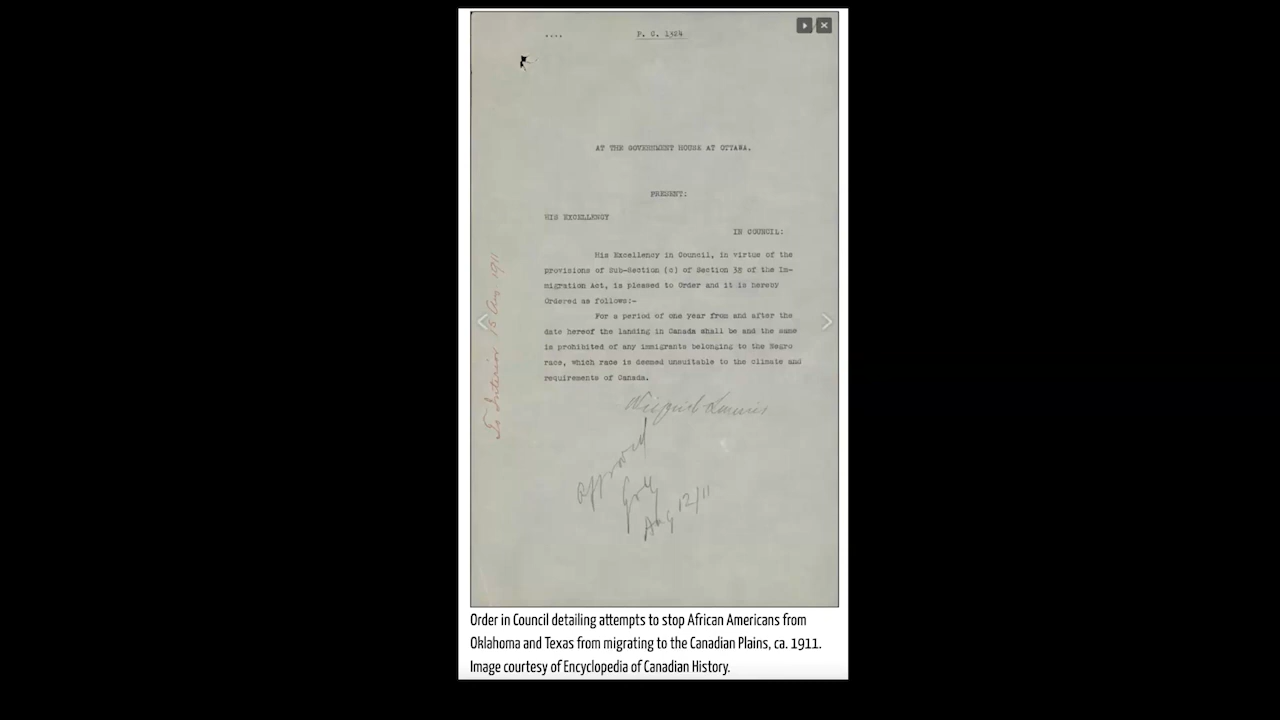 ....
P. C. 1324
AT THE GOVERNMENT HOUSE AT OTTAWA.
PRESENT:
HIS EXCELLENCY
IN COUNCIL:
His Excellency in Council, in virtue of the
provisions of Sub-Section (c) of Section 38 of the Im-
migration Act, is pleased to Order and it is hereby
Ordered as follows:-
For a period of one year from and after the
date hereof the landing in Canada shall be and the same
is prohibited of any immigrants belonging to the Negro
race, which race is deemed unsuitable to the climate and
requirements of Canada.
Wilfrid Laurier
approved
Grey
Aug 12/11
To Interior 15 Aug 1911
Order in Council detailing attempts to stop African Americans from
Oklahoma and Texas from migrating to the Canadian Plains, ca. 1911.
Image courtesy of Encyclopedia of Canadian History.